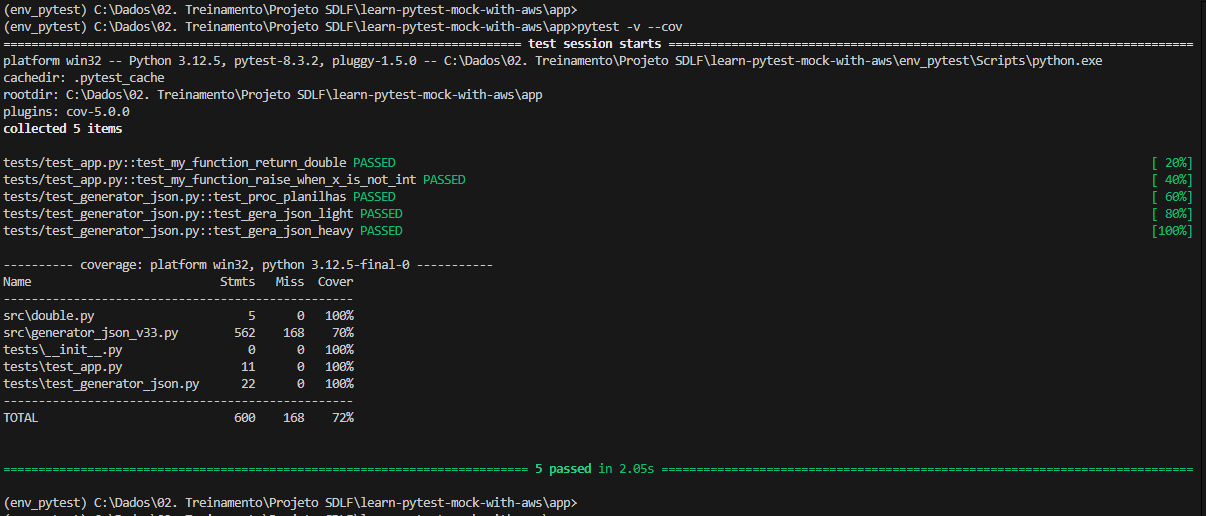 (env_pytest) C:\Dados\02. Treinamento\Projeto SDLF\learn-pytest-mock-with-aws\app>
(env_pytest) C:\Dados\02. Treinamento\Projeto SDLF\learn-pytest-mock-with-aws\app>pytest -v --cov
========================================================================== test session starts ===========================================================================
platform win32 -- Python 3.12.5, pytest-8.3.2, pluggy-1.5.0 -- C:\Dados\02. Treinamento\Projeto SDLF\learn-pytest-mock-with-aws\env_pytest\Scripts\python.exe
cachedir: .pytest_cache
rootdir: C:\Dados\02. Treinamento\Projeto SDLF\learn-pytest-mock-with-aws\app
plugins: cov-5.0.0
collected 5 items
tests/test_app.py::test_my_function_return_double PASSED [ 20%]
tests/test_app.py::test_my_function_raise_when_x_is_not_int PASSED [ 40%]
tests/test_generator_json.py::test_proc_planilhas PASSED [ 60%]
tests/test_generator_json.py::test_gera_json_light PASSED [ 80%]
tests/test_generator_json.py::test_gera_json_heavy PASSED [100%]
---------- coverage: platform win32, python 3.12.5-final-0 -----------
Name Stmts Miss Cover
--------------------------------------------------
src\double.py 5 0 100%
src\generator_json_v33.py 562 168 70%
tests\__init__.py 0 0 100%
tests\test_app.py 11 0 100%
tests\test_generator_json.py 22 0 100%
--------------------------------------------------
TOTAL 600 168 72%
=========================================================================== 5 passed in 2.05s ============================================================================
(env_pytest) C:\Dados\02. Treinamento\Projeto SDLF\learn-pytest-mock-with-aws\app>